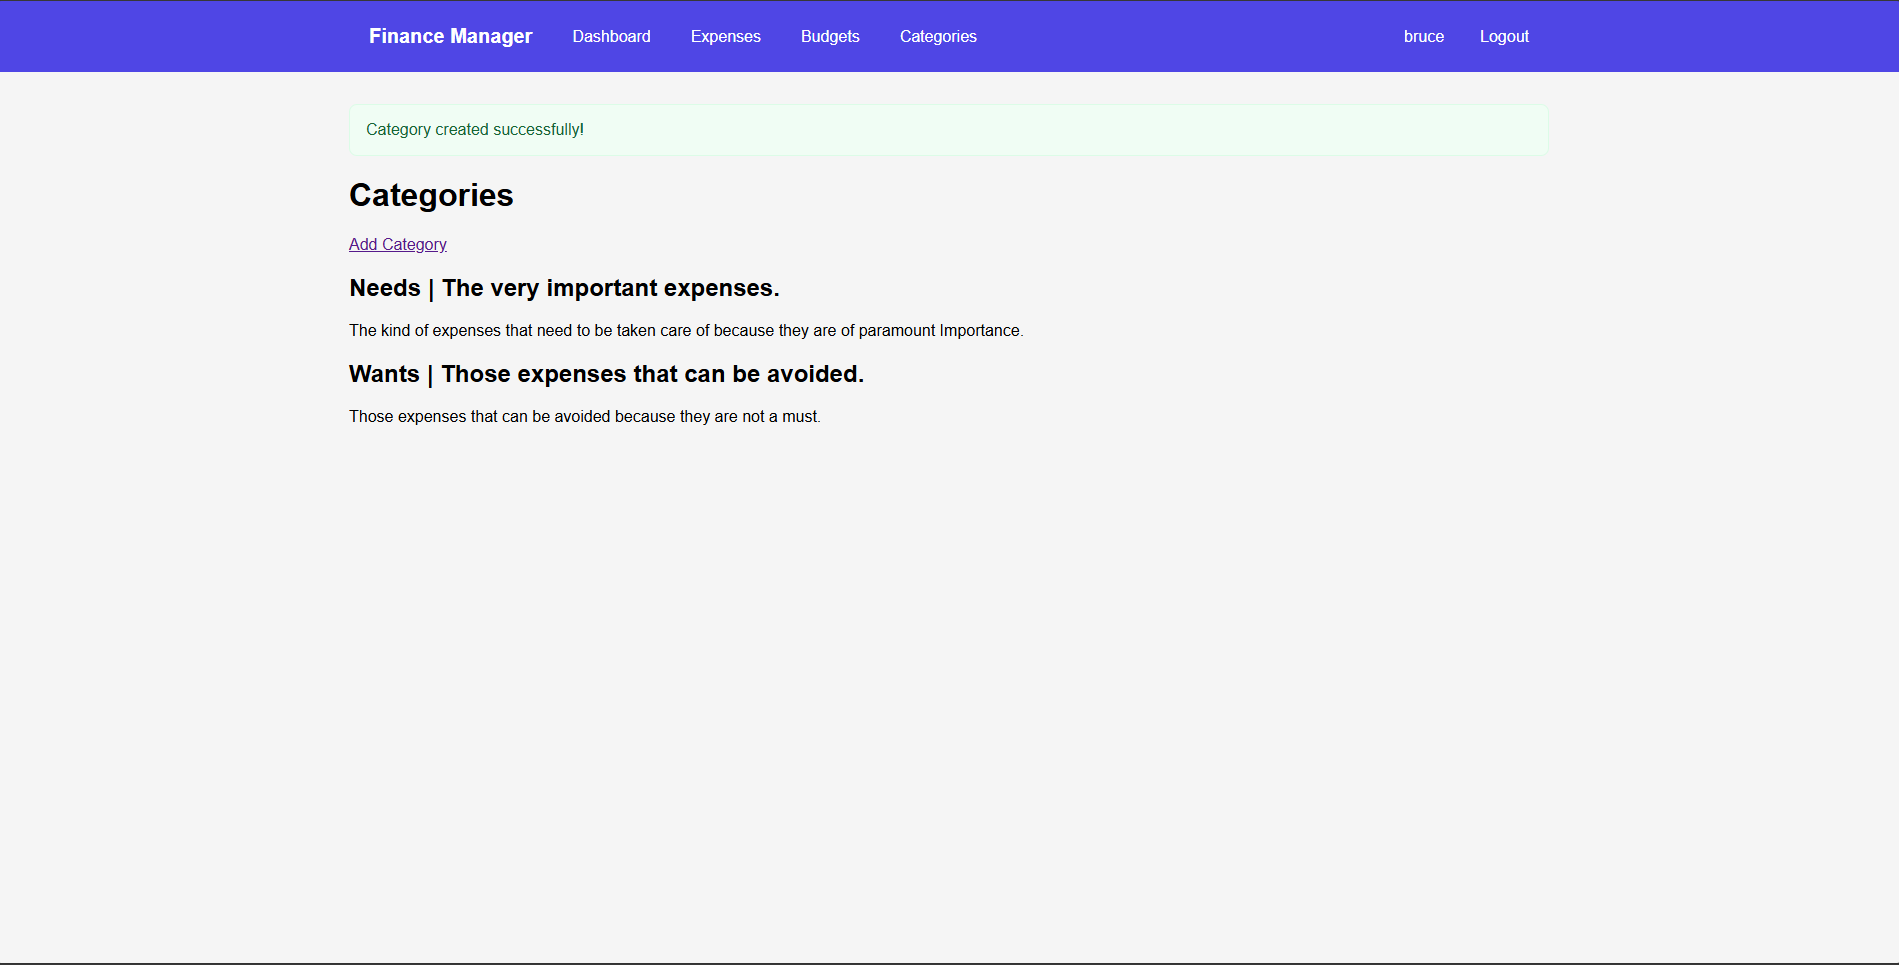 Finance Manager Dashboard Expenses Budgets Categories bruce Logout
Category created successfully!
Categories
Add Category
Needs | The very important expenses.
The kind of expenses that need to be taken care of because they are of paramount Importance.
Wants | Those expenses that can be avoided.
Those expenses that can be avoided because they are not a must.